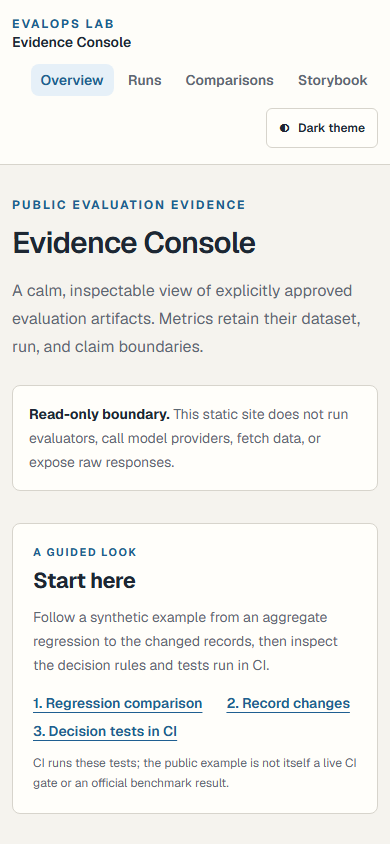 EVALOPS LAB
Evidence Console
Overview Runs Comparisons Storybook
Dark theme
PUBLIC EVALUATION EVIDENCE
Evidence Console
A calm, inspectable view of explicitly approved
evaluation artifacts. Metrics retain their dataset,
run, and claim boundaries.
Read-only boundary. This static site does not run
evaluators, call model providers, fetch data, or
expose raw responses.
A GUIDED LOOK
Start here
Follow a synthetic example from an aggregate
regression to the changed records, then inspect
the decision rules and tests run in CI.
1. Regression comparison 2. Record changes
3. Decision tests in CI
CI runs these tests; the public example is not itself a live CI
gate or an official benchmark result.